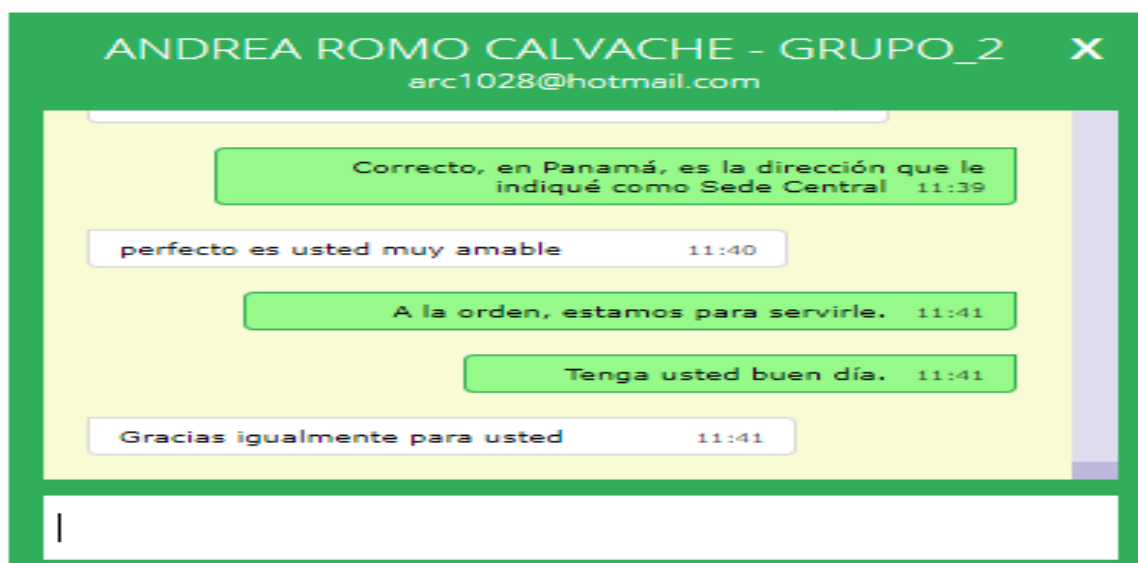 ANDREA ROMO CALVACHE - GRUPO_2 X
arc1028@hotmail.com
Correcto, en Panamá, es la dirección que le
indiqué como Sede Central 11:39
perfecto es usted muy amable 11:40
A la orden, estamos para servirle. 11:41
Tenga usted buen día. 11:41
Gracias igualmente para usted 11:41